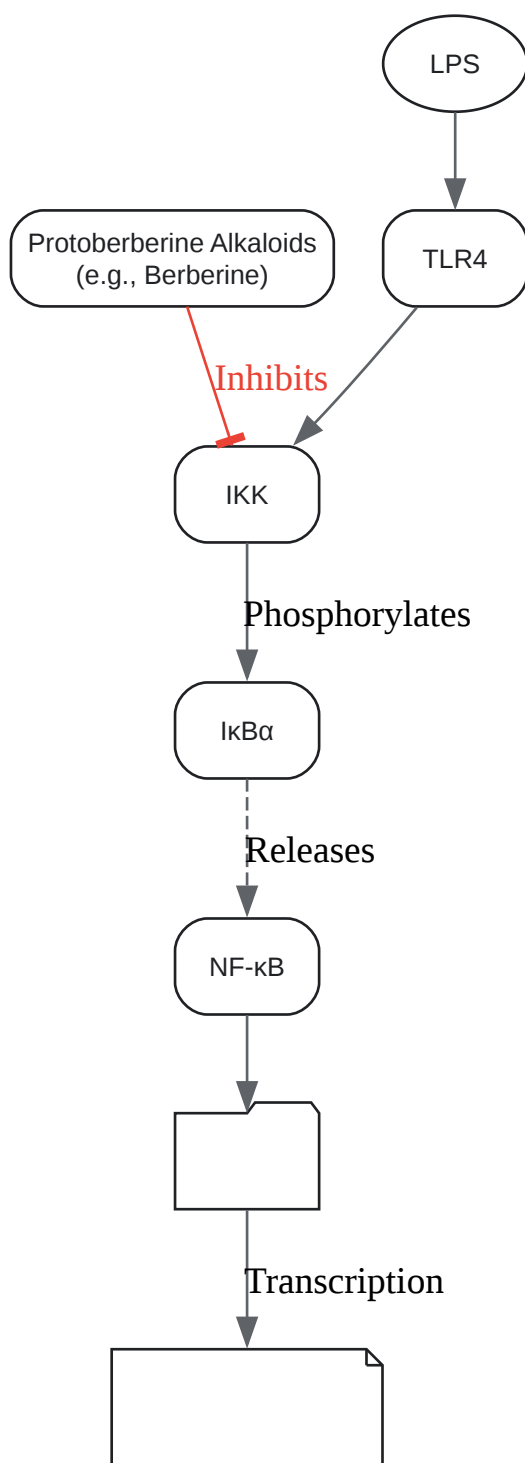 LPS
Protoberberine Alkaloids
(e.g., Berberine)
TLR4
Inhibits
IKK
Phosphorylates
IκBα
Releases
NF-κB
Transcription